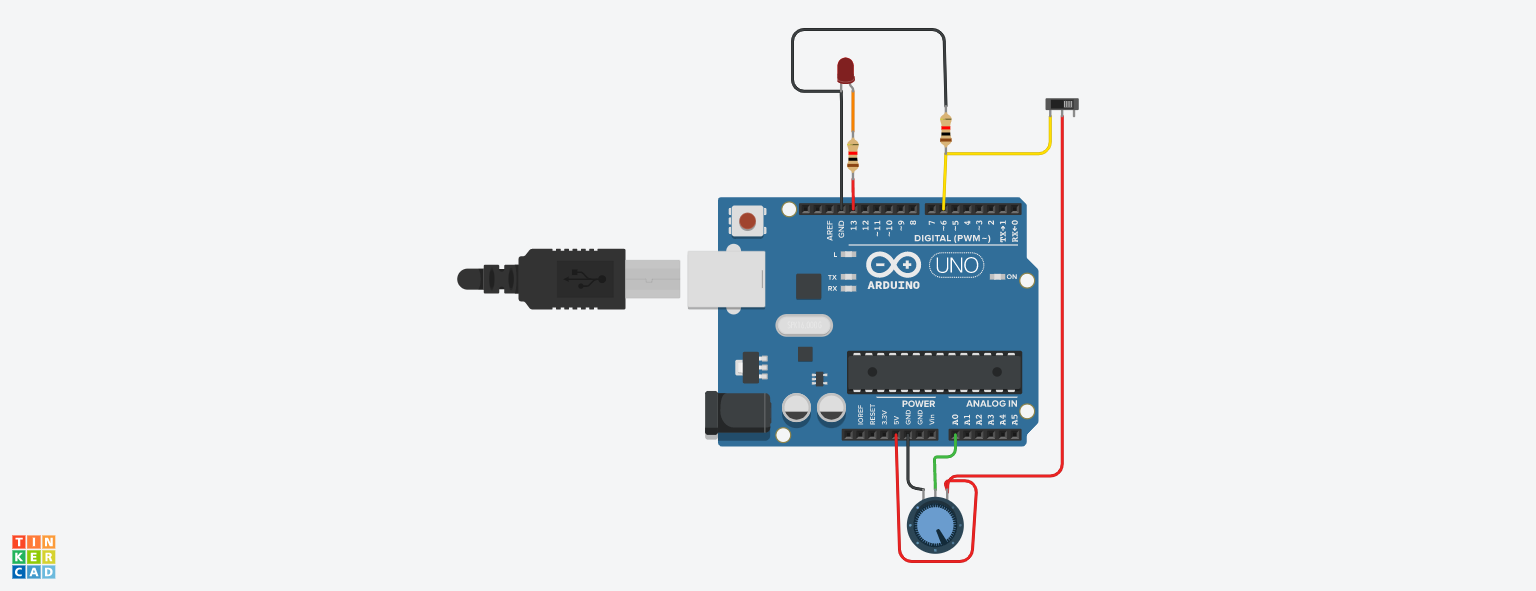 AREF
GND
13
12
~11
~10
~9
8
7
~6
~5
4
~3
2
TX→1
RX←0
DIGITAL (PWM~)
L
TX
RX
ARDUINO
UNO
ON
POWER
ANALOG IN
IOREF
RESET
3.3V
5V
GND
GND
Vin
A0
A1
A2
A3
A4
A5
TIN
KER
CAD